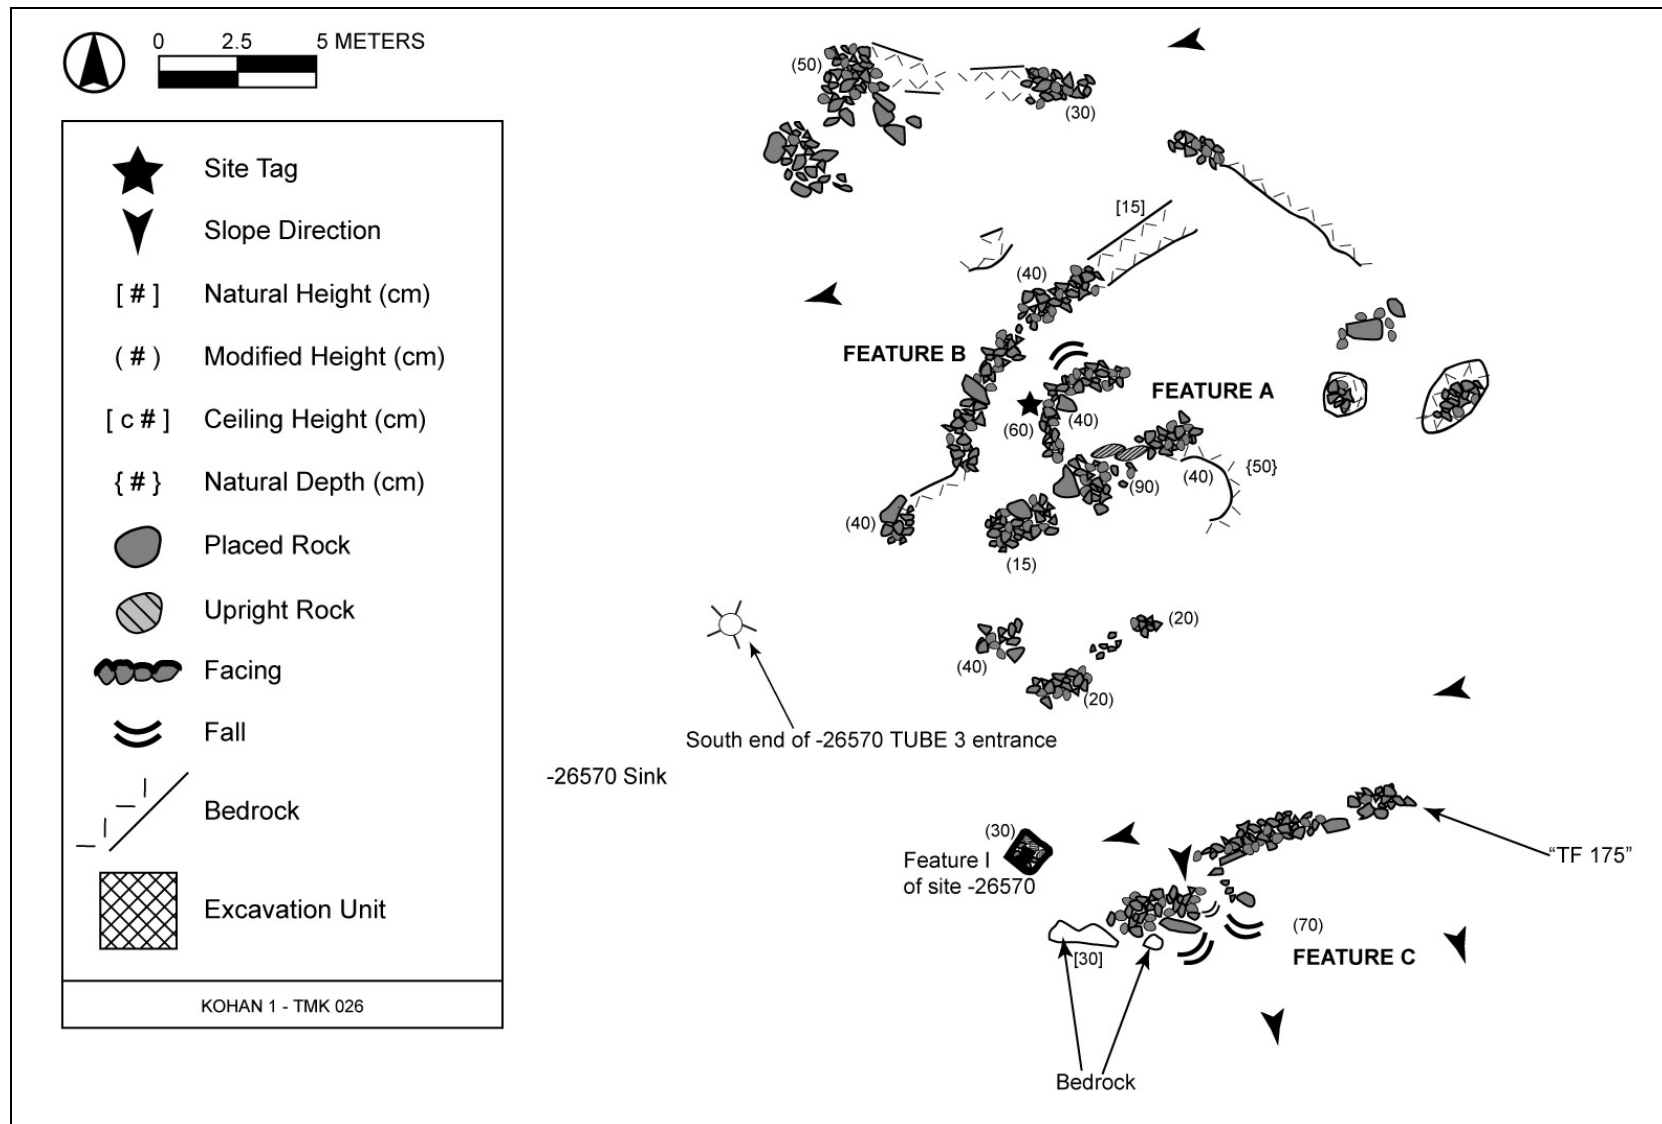 0 2.5 5 METERS
Site Tag
Slope Direction
[ # ] Natural Height (cm)
( # ) Modified Height (cm)
[ c # ] Ceiling Height (cm)
{ # } Natural Depth (cm)
Placed Rock
Upright Rock
Facing
Fall
Bedrock
Excavation Unit
KOHAN 1 - TMK 026
(50)
(30)
[15]
(40)
FEATURE B
FEATURE A
(60)
(40)
(40)
{50}
(90)
(40)
(15)
(20)
(40)
(20)
South end of -26570 TUBE 3 entrance
-26570 Sink
(30)
Feature I
of site -26570
"TF 175"
(70)
FEATURE C
[30]
Bedrock